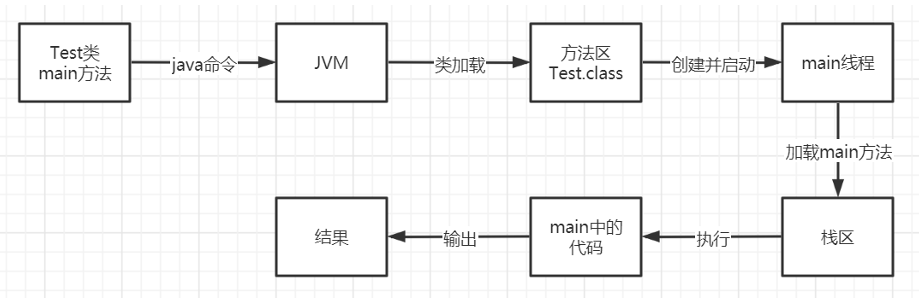 Test类
main方法
java命令
JVM
类加载
方法区
Test.class
创建并启动
main线程
加载main方法
栈区
执行
main中的
代码
输出
结果